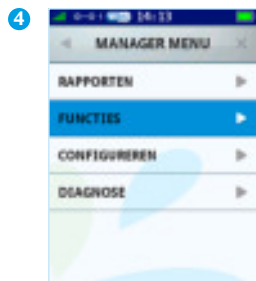 4
14:13
MANAGER MENU
RAPPORTEN
FUNCTIES
CONFIGUREREN
DIAGNOSE